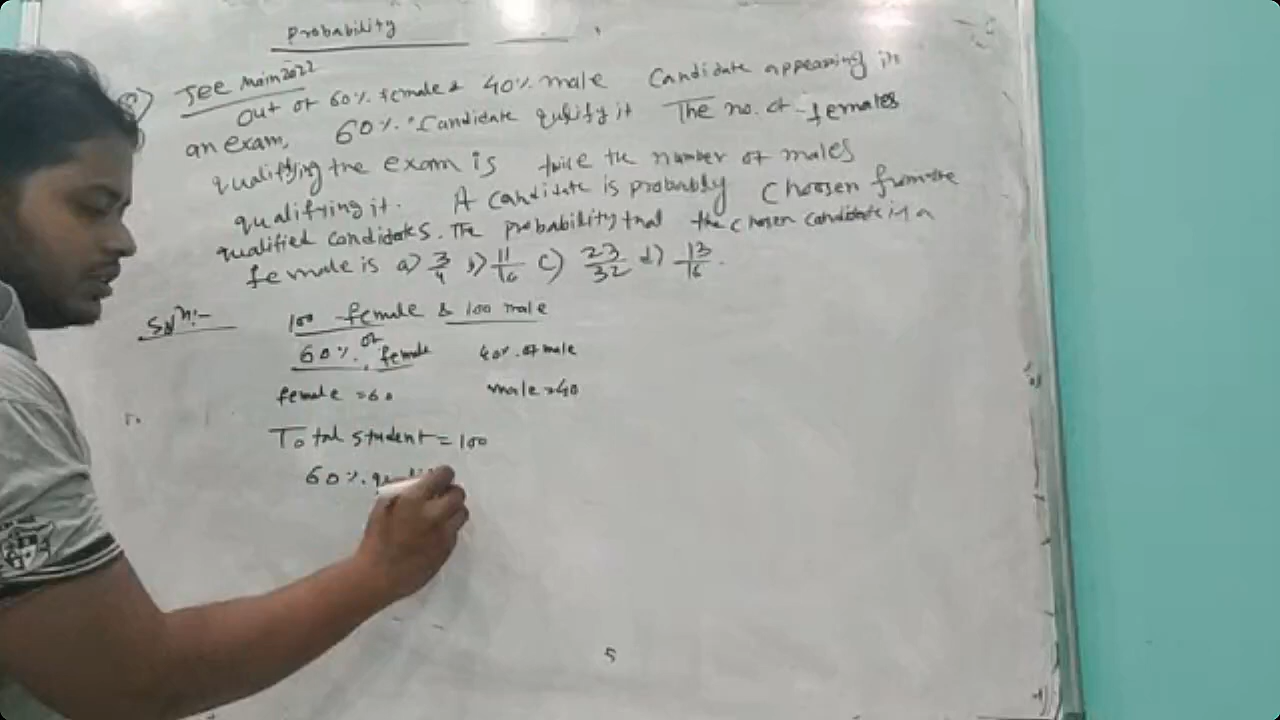 Probability
JEE Main 2022
Out of 60% female & 40% male Candidate appearing in
an exam, 60% Candidate qualify it The no. of females
qualifying the exam is twice the number of males
qualifying it. A candidate is probably Choosen from the
qualified candidates. The probability that the chosen candidate is a
female is a) 3/4 b) 11/16 c) 23/32 d) 13/16.
Solⁿ:-
100 female & 100 male
60% of female 40% of male
female = 60 male = 40
Total student = 100
60%
5